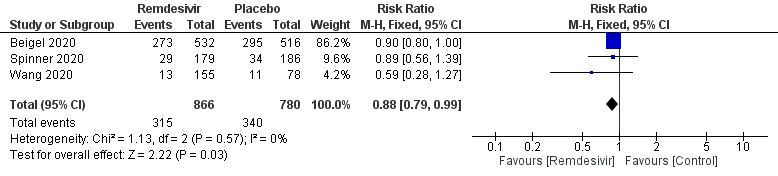 Remdesivir Placebo Risk Ratio Risk Ratio
Study or Subgroup Events Total Events Total Weight M-H, Fixed, 95% CI M-H, Fixed, 95% CI
Beigel 2020 273 532 295 516 86.2% 0.90 [0.80, 1.00]
Spinner 2020 29 179 34 186 9.6% 0.89 [0.56, 1.39]
Wang 2020 13 155 11 78 4.2% 0.59 [0.28, 1.27]
Total (95% CI) 866 780 100.0% 0.88 [0.79, 0.99]
Total events 315 340
Heterogeneity: Chi² = 1.13, df = 2 (P = 0.57); I² = 0%
Test for overall effect: Z = 2.22 (P = 0.03)
0.1 0.2 0.5 1 2 5 10
Favours [Remdesivir] Favours [Control]